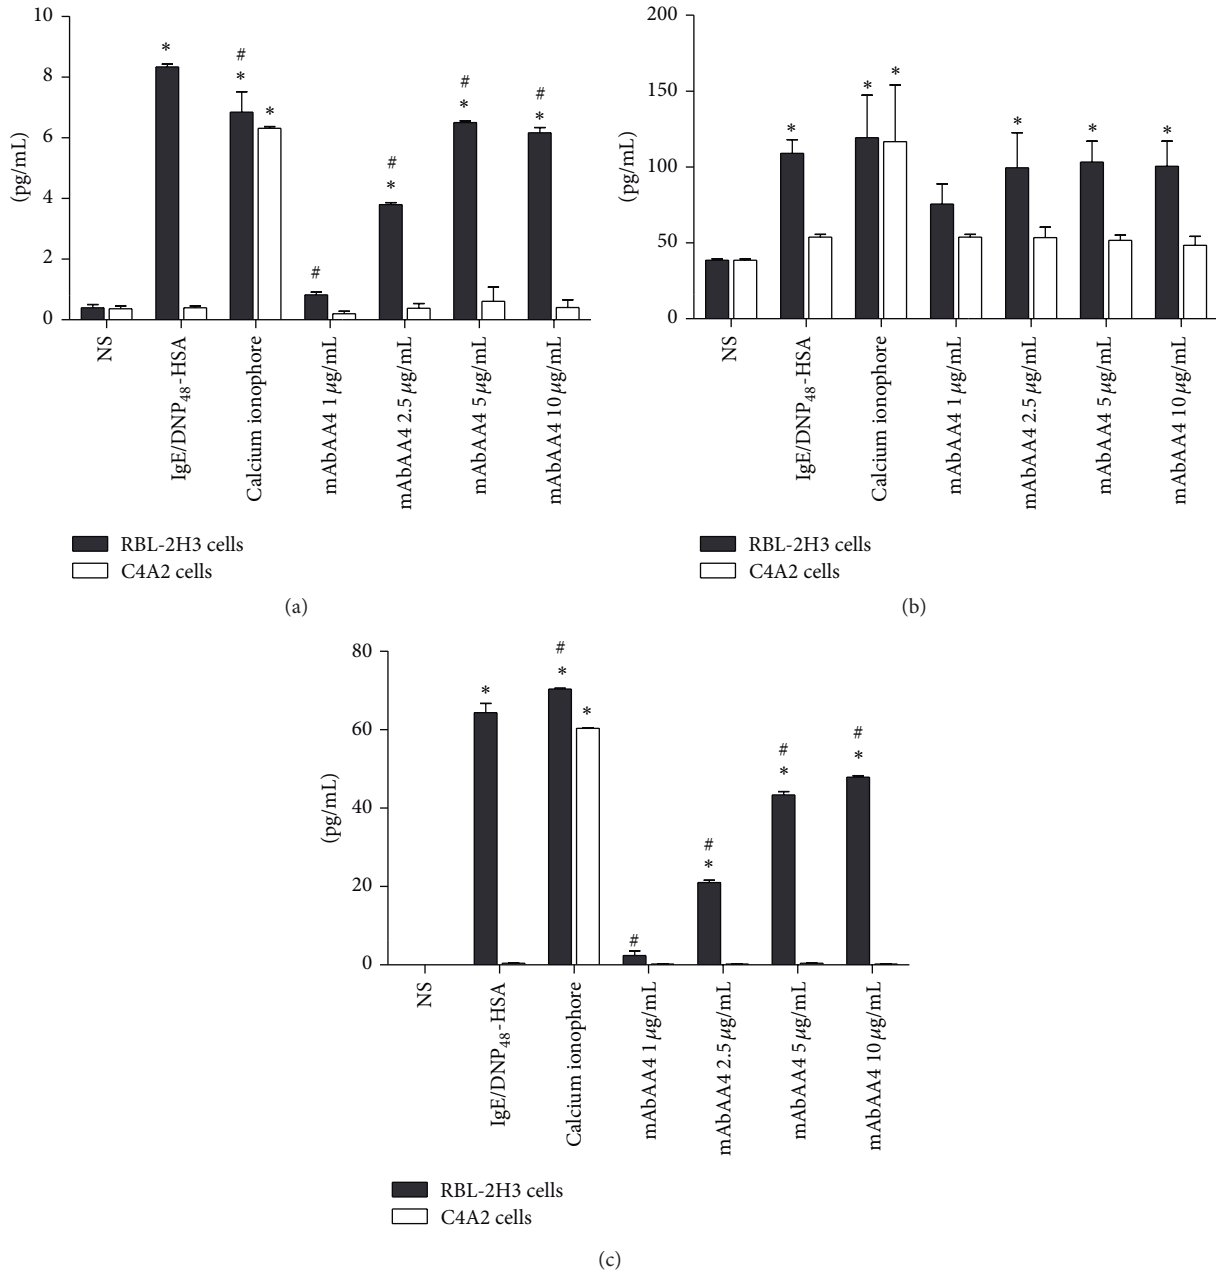 10
8
6
4
2
0
(pg/mL)
*
#
*
*
#
#
*
#
*
#
*
NS
IgE/DNP48-HSA
Calcium ionophore
mAbAA4 1 μg/mL
mAbAA4 2.5 μg/mL
mAbAA4 5 μg/mL
mAbAA4 10 μg/mL
RBL-2H3 cells
C4A2 cells
(a)
200
150
100
50
0
(pg/mL)
*
*
*
*
*
*
NS
IgE/DNP48-HSA
Calcium ionophore
mAbAA4 1 μg/mL
mAbAA4 2.5 μg/mL
mAbAA4 5 μg/mL
mAbAA4 10 μg/mL
RBL-2H3 cells
C4A2 cells
(b)
80
60
40
20
0
(pg/mL)
*
#
*
*
#
#
*
#
*
#
*
NS
IgE/DNP48-HSA
Calcium ionophore
mAbAA4 1 μg/mL
mAbAA4 2.5 μg/mL
mAbAA4 5 μg/mL
mAbAA4 10 μg/mL
RBL-2H3 cells
C4A2 cells
(c)